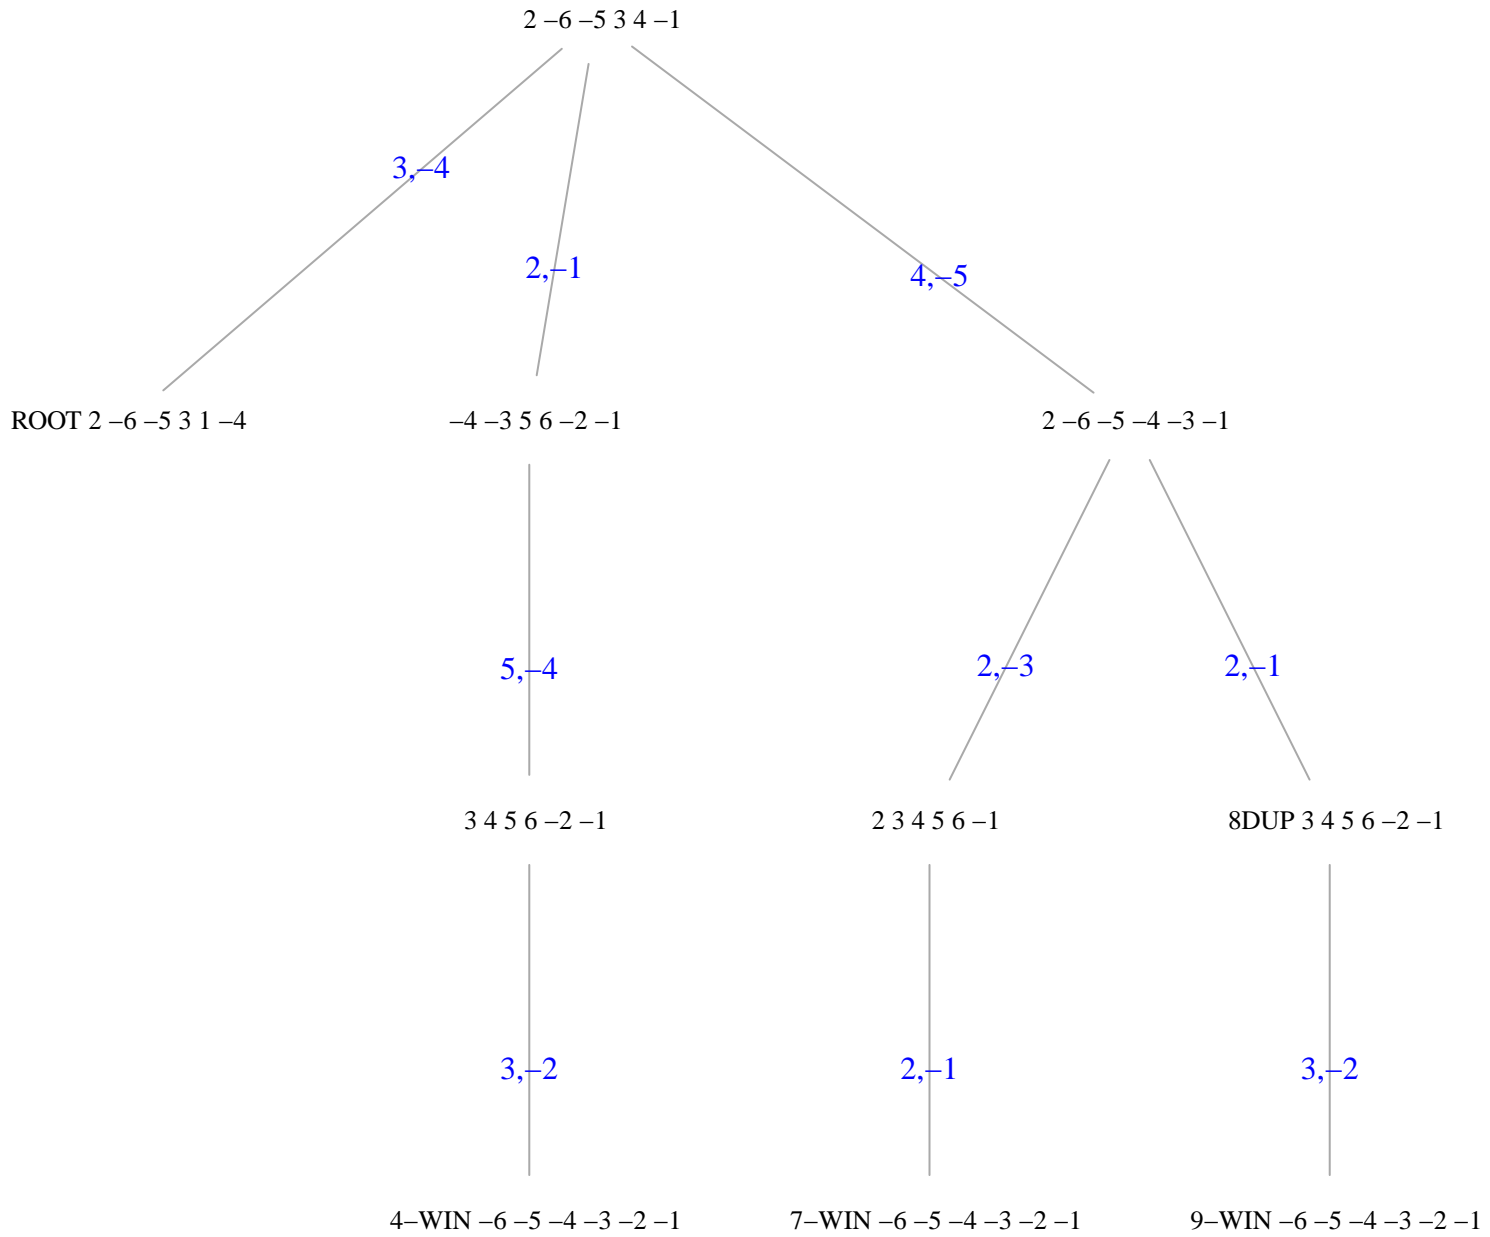 2 –6 –5 3 4 –1
3,–4
2,–1
4,–5
ROOT 2 –6 –5 3 1 –4
–4 –3 5 6 –2 –1
2 –6 –5 –4 –3 –1
5,–4
2,–3
2,–1
3 4 5 6 –2 –1
2 3 4 5 6 –1
8DUP 3 4 5 6 –2 –1
3,–2
2,–1
3,–2
4–WIN –6 –5 –4 –3 –2 –1
7–WIN –6 –5 –4 –3 –2 –1
9–WIN –6 –5 –4 –3 –2 –1